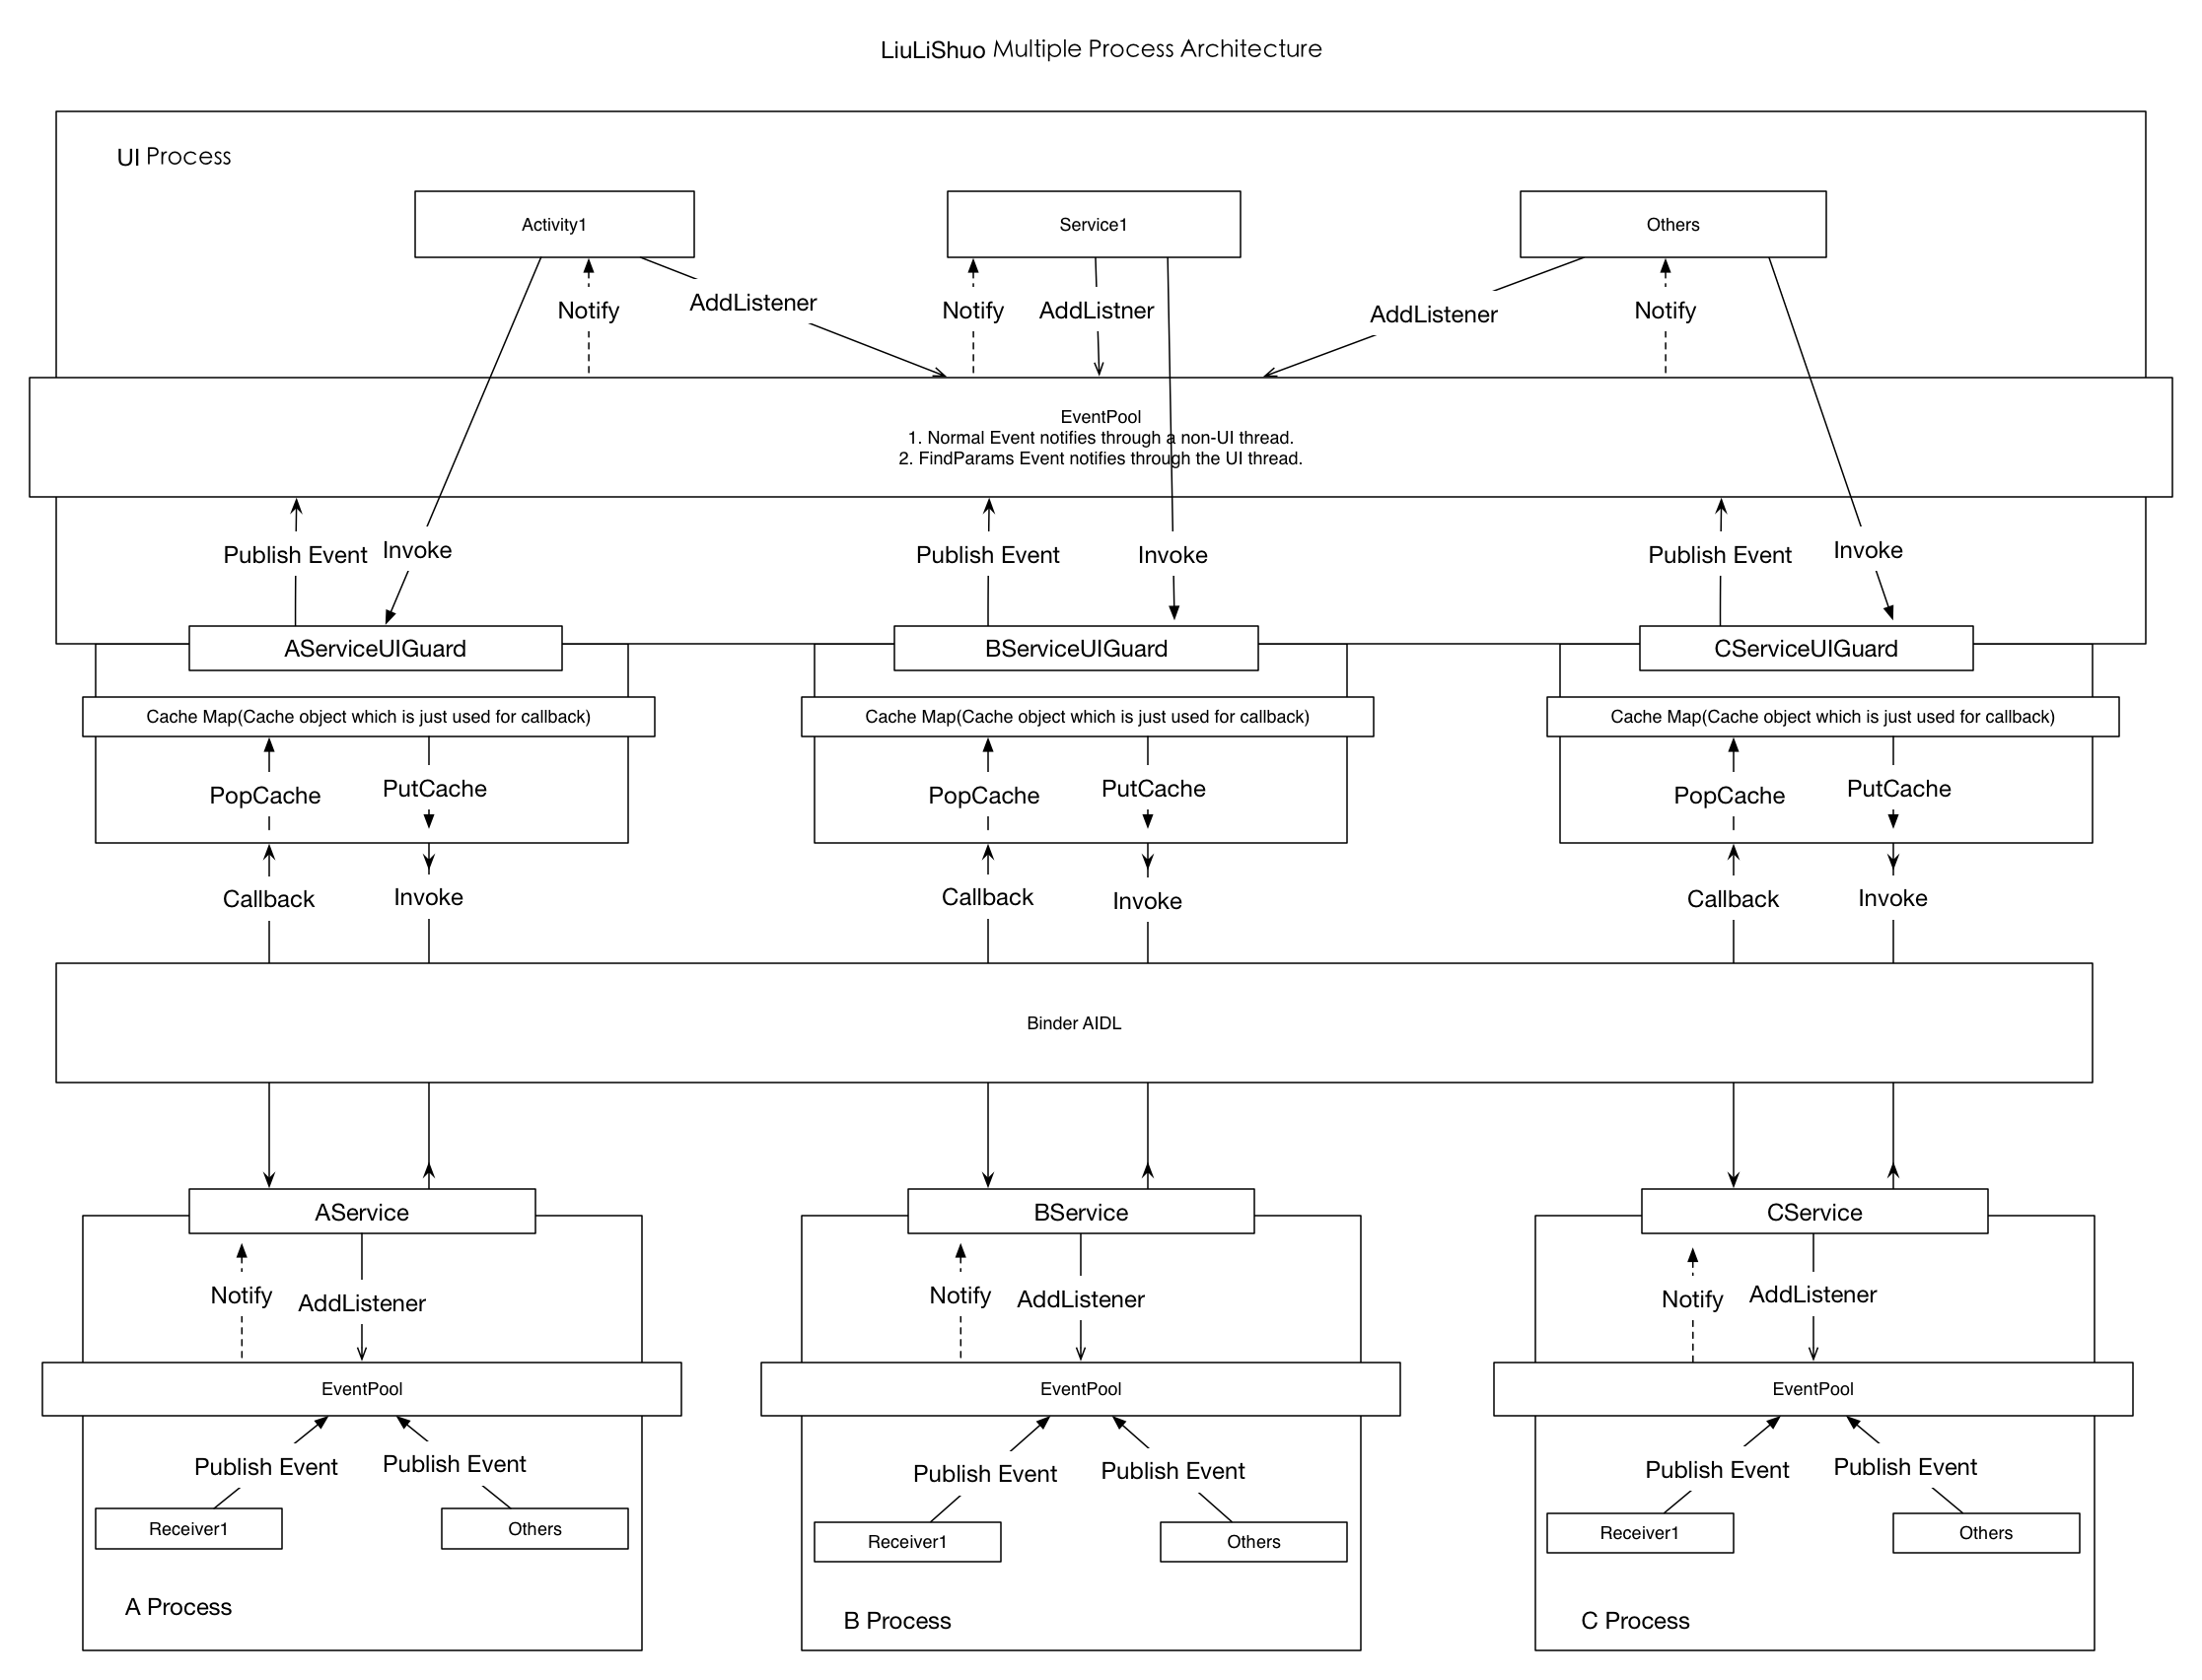 LiuLiShuo Multiple Process Architecture
UI Process
Activity1
Service1
Others
Notify
AddListener
Notify
AddListner
AddListener
Notify
EventPool
1. Normal Event notifies through a non-UI thread.
2. FindParams Event notifies through the UI thread.
Publish Event
Invoke
Publish Event
Invoke
Publish Event
Invoke
AServiceUIGuard
BServiceUIGuard
CServiceUIGuard
Cache Map(Cache object which is just used for callback)
Cache Map(Cache object which is just used for callback)
Cache Map(Cache object which is just used for callback)
PopCache
PutCache
PopCache
PutCache
PopCache
PutCache
Callback
Invoke
Callback
Invoke
Callback
Invoke
Binder AIDL
AService
BService
CService
Notify
AddListener
Notify
AddListener
Notify
AddListener
EventPool
EventPool
EventPool
Publish Event
Publish Event
Publish Event
Publish Event
Publish Event
Publish Event
Receiver1
Others
Receiver1
Others
Receiver1
Others
A Process
B Process
C Process